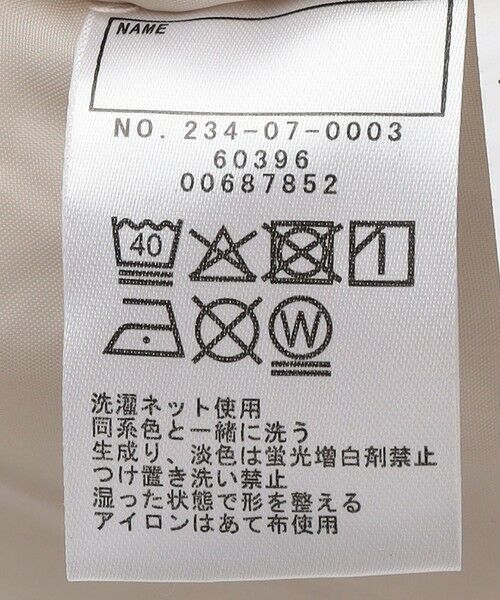 NAME
NO. 234-07-0003
60396
00687852
40
W
洗濯ネット使用
同系色と一緒に洗う
生成り、淡色は蛍光増白剤禁止
つけ置き洗い禁止
湿った状態で形を整える
アイロンはあて布使用